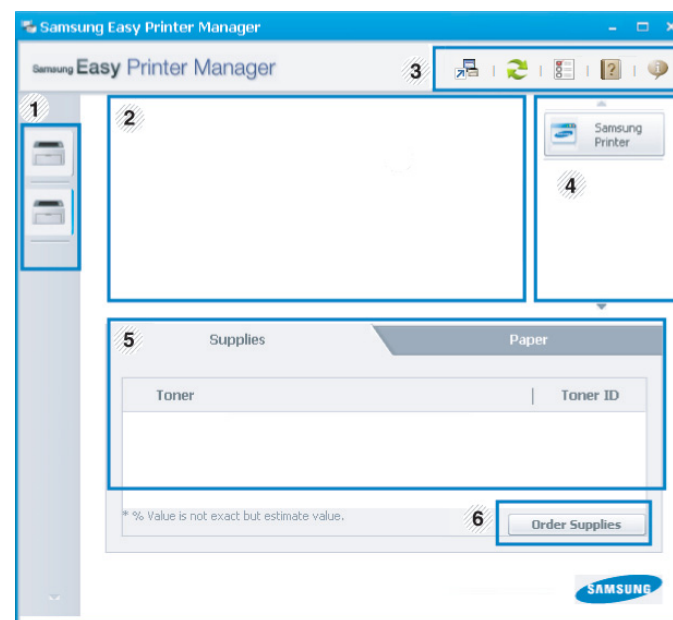 Samsung Easy Printer Manager
Samsung Easy Printer Manager
3
1
2
Samsung
Printer
4
5
Supplies
Paper
Toner
Toner ID
* % Value is not exact but estimate value.
6
Order Supplies
SAMSUNG